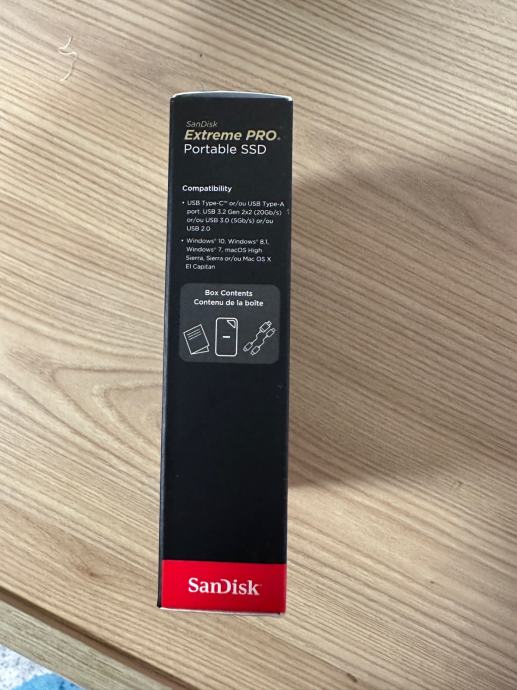 SanDisk
Extreme PRO®
Portable SSD
Compatibility
• USB Type-C™ or/ou USB Type-A
port, USB 3.2 Gen 2x2 (20Gb/s)
or/ou USB 3.0 (5Gb/s) or/ou
USB 2.0
• Windows® 10, Windows® 8.1,
Windows® 7, macOS High
Sierra, Sierra or/ou Mac OS X
El Capitan
Box Contents
Contenu de la boîte
SanDisk®